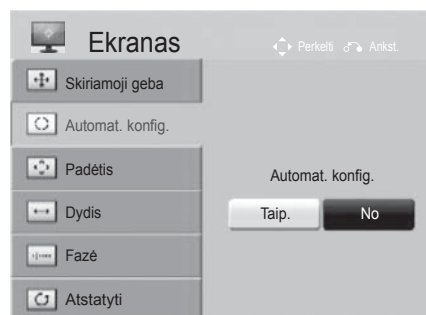 Ekranas
Perkelti Ankst.
Skiriamoji geba
Automat. konfig.
Padėtis
Dydis
Fazė
Atstatyti
Automat. konfig.
Taip. No